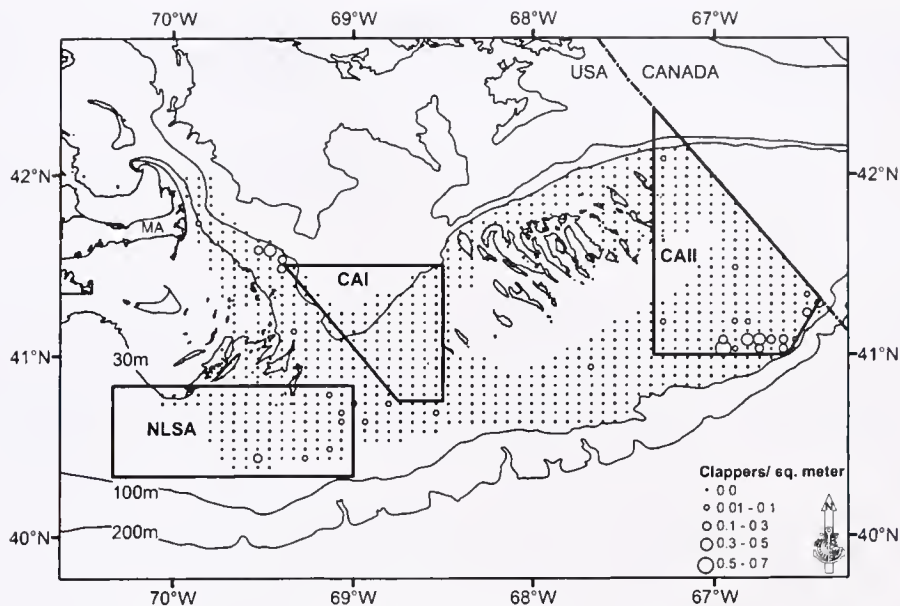 70°W 69°W 68°W 67°W
USA CANADA
42°N 42°N
MA
CAI
CAII
41°N 41°N
30m
NLSA
100m
200m
40°N 40°N
Clappers/ sq. meter
0 0
0 01 - 0 1
0 1 - 0 3
0 3 - 0 5
0 5 - 0 7
N
70°W 69°W 68°W 67°W